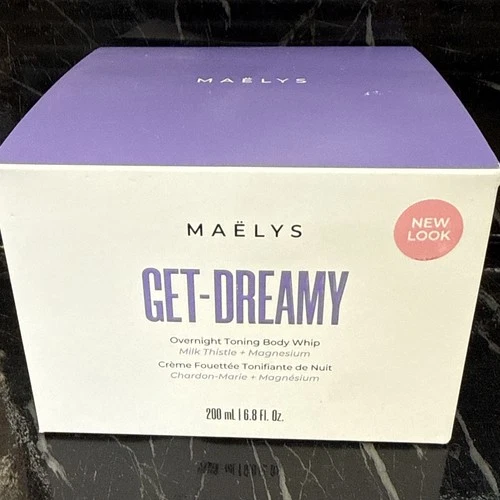 MAËLYS
MAËLYS
NEW
LOOK
GET-DREAMY
Overnight Toning Body Whip
Milk Thistle + Magnesium
Crème Fouettée Tonifiante de Nuit
Chardon-Marie + Magnésium
200 mL | 6.8 Fl. Oz.